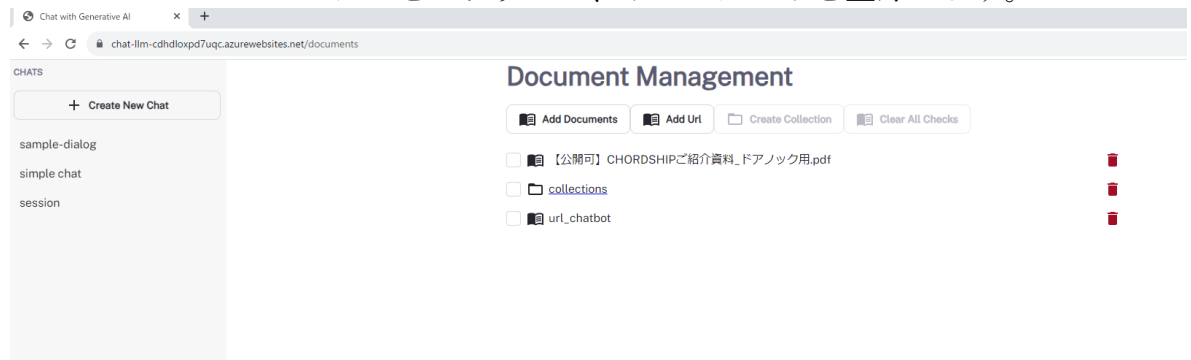 Chat with Generative AI
chat-llm-cdhdloxpd7uqc.azurewebsites.net/documents
CHATS
Create New Chat
sample-dialog
simple chat
session
Document Management
Add Documents
Add Url
Create Collection
Clear All Checks
【公開可】CHORDSHIPご紹介資料_ドアノック用.pdf
collections
url_chatbot